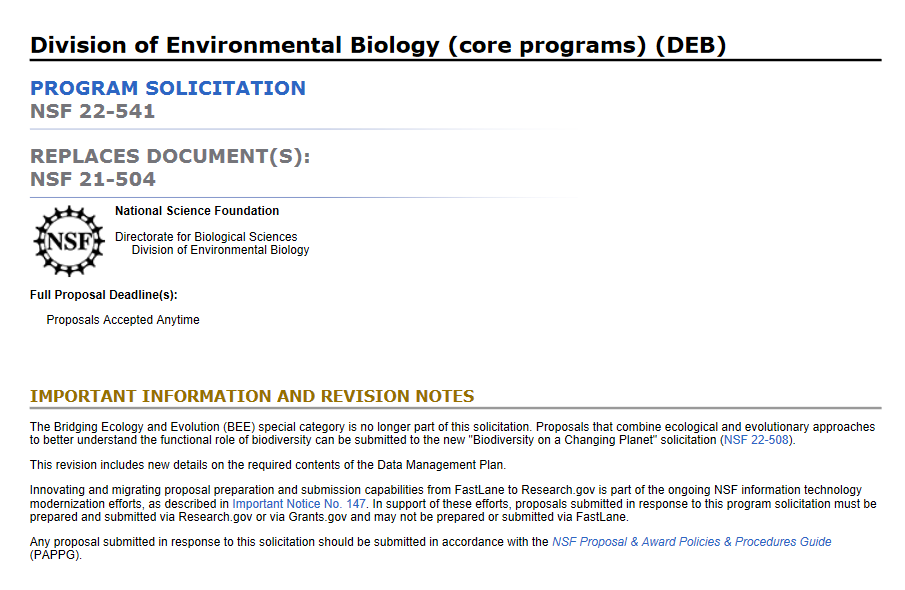 Division of Environmental Biology (core programs) (DEB)
PROGRAM SOLICITATION
NSF 22-541
REPLACES DOCUMENT(S):
NSF 21-504
NSF
National Science Foundation
Directorate for Biological Sciences
Division of Environmental Biology
Full Proposal Deadline(s):
Proposals Accepted Anytime
IMPORTANT INFORMATION AND REVISION NOTES
The Bridging Ecology and Evolution (BEE) special category is no longer part of this solicitation. Proposals that combine ecological and evolutionary approaches
to better understand the functional role of biodiversity can be submitted to the new "Biodiversity on a Changing Planet" solicitation (NSF 22-508).
This revision includes new details on the required contents of the Data Management Plan.
Innovating and migrating proposal preparation and submission capabilities from FastLane to Research.gov is part of the ongoing NSF information technology
modernization efforts, as described in Important Notice No. 147. In support of these efforts, proposals submitted in response to this program solicitation must be
prepared and submitted via Research.gov or via Grants.gov and may not be prepared or submitted via FastLane.
Any proposal submitted in response to this solicitation should be submitted in accordance with the NSF Proposal & Award Policies & Procedures Guide
(PAPPG).